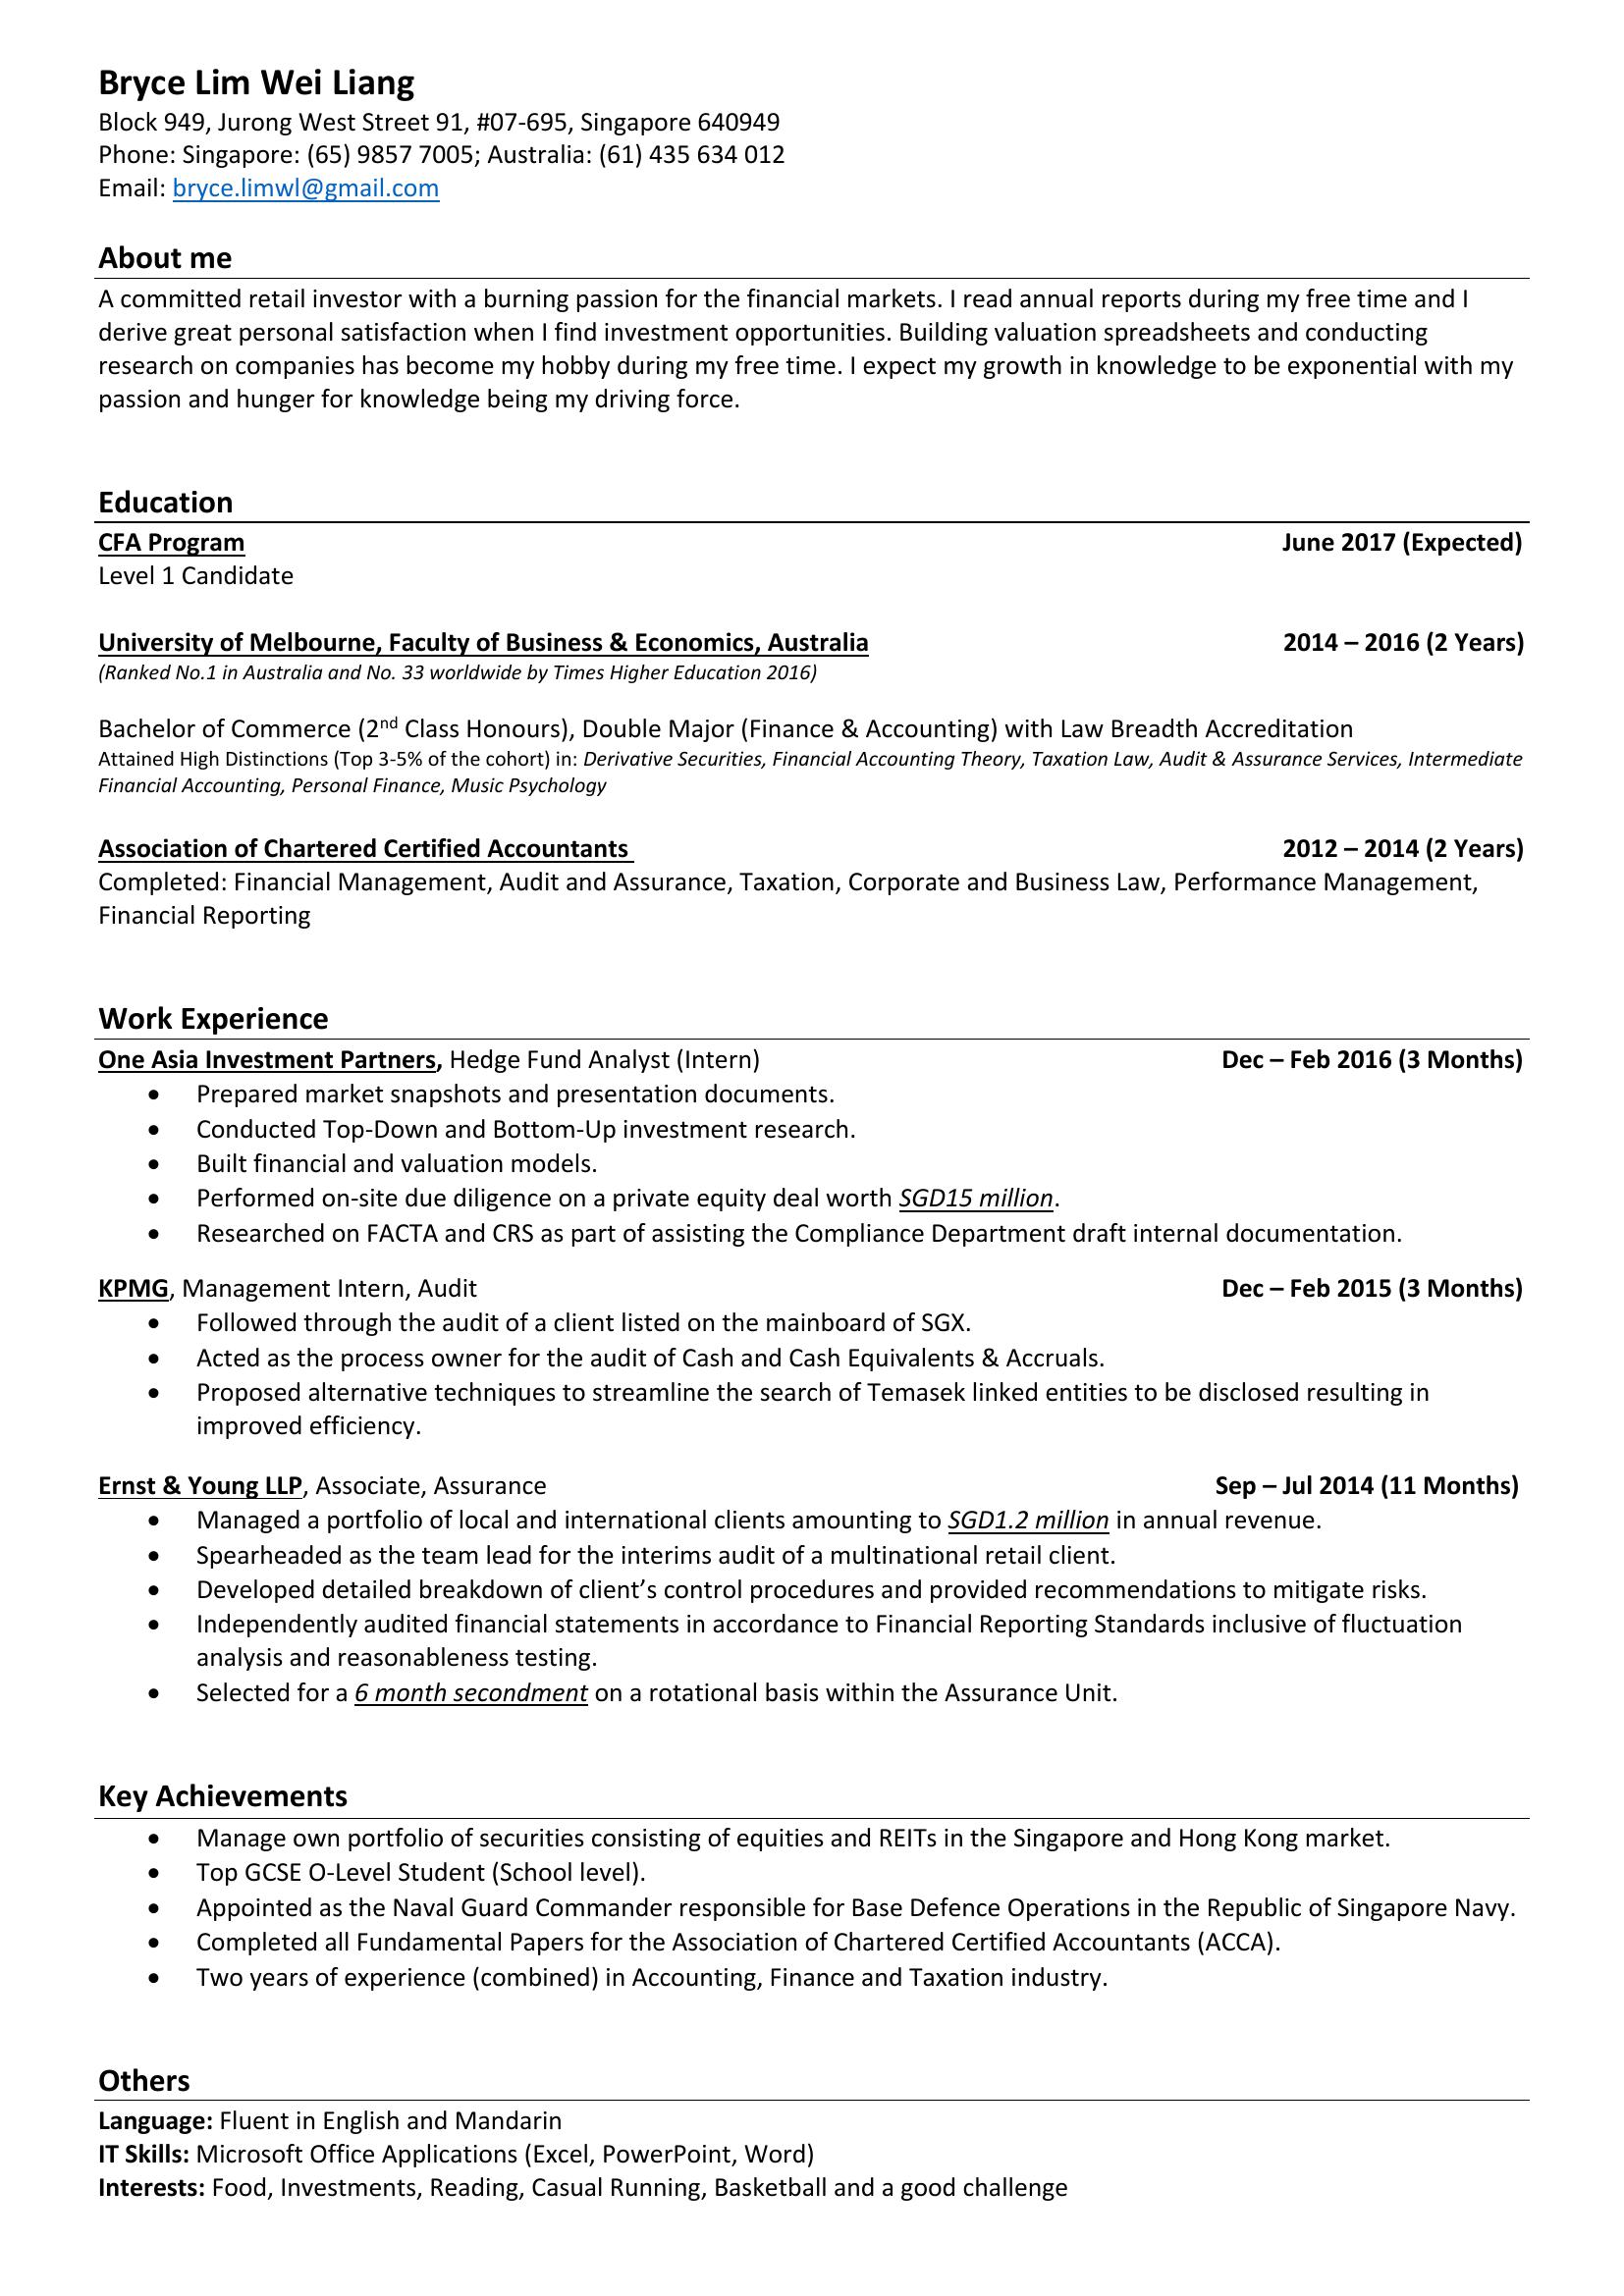 Bryce Lim Wei Liang
Block 949, Jurong West Street 91, #07-695, Singapore 640949
Phone: Singapore: (65) 9857 7005; Australia: (61) 435 634 012
Email: bryce.limwl@gmail.com
About me
A committed retail investor with a burning passion for the financial markets. I read annual reports during my free time and I
derive great personal satisfaction when I find investment opportunities. Building valuation spreadsheets and conducting
research on companies has become my hobby during my free time. I expect my growth in knowledge to be exponential with my
passion and hunger for knowledge being my driving force.
Education
CFA Program June 2017 (Expected)
Level 1 Candidate
University of Melbourne, Faculty of Business & Economics, Australia 2014 – 2016 (2 Years)
(Ranked No.1 in Australia and No. 33 worldwide by Times Higher Education 2016)
Bachelor of Commerce (2nd Class Honours), Double Major (Finance & Accounting) with Law Breadth Accreditation
Attained High Distinctions (Top 3-5% of the cohort) in: Derivative Securities, Financial Accounting Theory, Taxation Law, Audit & Assurance Services, Intermediate
Financial Accounting, Personal Finance, Music Psychology
Association of Chartered Certified Accountants 2012 – 2014 (2 Years)
Completed: Financial Management, Audit and Assurance, Taxation, Corporate and Business Law, Performance Management,
Financial Reporting
Work Experience
One Asia Investment Partners, Hedge Fund Analyst (Intern) Dec – Feb 2016 (3 Months)
• Prepared market snapshots and presentation documents.
• Conducted Top-Down and Bottom-Up investment research.
• Built financial and valuation models.
• Performed on-site due diligence on a private equity deal worth SGD15 million.
• Researched on FACTA and CRS as part of assisting the Compliance Department draft internal documentation.
KPMG, Management Intern, Audit Dec – Feb 2015 (3 Months)
• Followed through the audit of a client listed on the mainboard of SGX.
• Acted as the process owner for the audit of Cash and Cash Equivalents & Accruals.
• Proposed alternative techniques to streamline the search of Temasek linked entities to be disclosed resulting in
improved efficiency.
Ernst & Young LLP, Associate, Assurance Sep – Jul 2014 (11 Months)
• Managed a portfolio of local and international clients amounting to SGD1.2 million in annual revenue.
• Spearheaded as the team lead for the interims audit of a multinational retail client.
• Developed detailed breakdown of client’s control procedures and provided recommendations to mitigate risks.
• Independently audited financial statements in accordance to Financial Reporting Standards inclusive of fluctuation
analysis and reasonableness testing.
• Selected for a 6 month secondment on a rotational basis within the Assurance Unit.
Key Achievements
• Manage own portfolio of securities consisting of equities and REITs in the Singapore and Hong Kong market.
• Top GCSE O-Level Student (School level).
• Appointed as the Naval Guard Commander responsible for Base Defence Operations in the Republic of Singapore Navy.
• Completed all Fundamental Papers for the Association of Chartered Certified Accountants (ACCA).
• Two years of experience (combined) in Accounting, Finance and Taxation industry.
Others
Language: Fluent in English and Mandarin
IT Skills: Microsoft Office Applications (Excel, PowerPoint, Word)
Interests: Food, Investments, Reading, Casual Running, Basketball and a good challenge